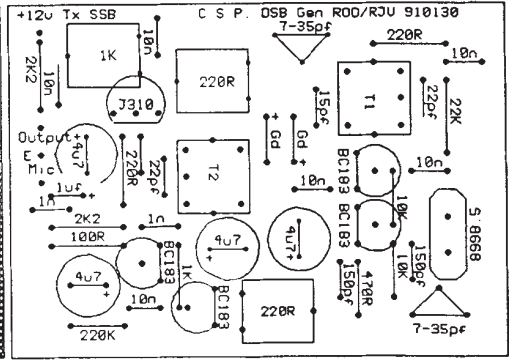 +12v Tx SSB
C S P. DSB Gen ROO/RJU 910130
7-35pf
10n
220R
1K
2K2
10n
10n
220R
J310
15pf
T1
22pf
22K
Output+
E
Mic
4u7
220R
22pf
T2
+ Gd
+ Gd
BC183
10n
10n
1uf +
1n
BC183
10K
S'8668
2K2
1n
100R
4u7 +
BC183
1K
4u7
+
4u7+
150pf
470R
10K
150pf
10n
BC183
220R
220K
7-35pf